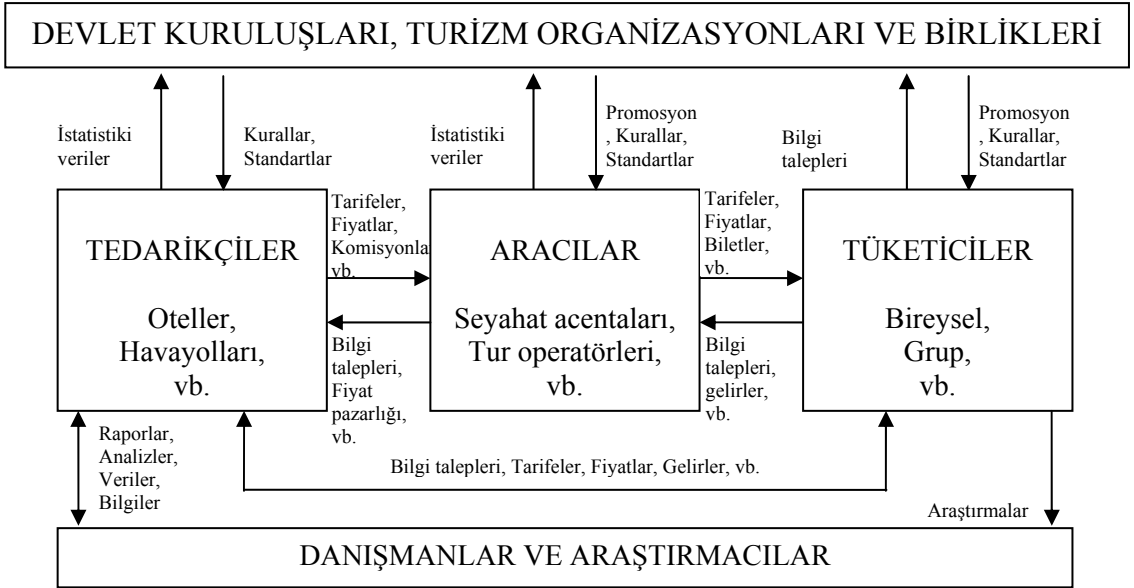 DEVLET KURULUŞLARI, TURİZM ORGANİZASYONLARI VE BİRLİKLERİ
İstatistiki
veriler
Kurallar,
Standartlar
İstatistiki
veriler
Promosyon
, Kurallar,
Standartlar
Bilgi
talepleri
Promosyon
, Kurallar,
Standartlar
TEDARİKÇİLER
Oteller,
Havayolları,
vb.
Tarifeler,
Fiyatlar,
Komisyonla
vb.
Bilgi
talepleri,
Fiyat
pazarlığı,
vb.
ARACILAR
Seyahat acentaları,
Tur operatörleri,
vb.
Tarifeler,
Fiyatlar,
Biletler,
vb.
Bilgi
talepleri,
gelirler,
vb.
TÜKETİCİLER
Bireysel,
Grup,
vb.
Raporlar,
Analizler,
Veriler,
Bilgiler
Bilgi talepleri, Tarifeler, Fiyatlar, Gelirler, vb.
Araştırmalar
DANIŞMANLAR VE ARAŞTIRMACILAR